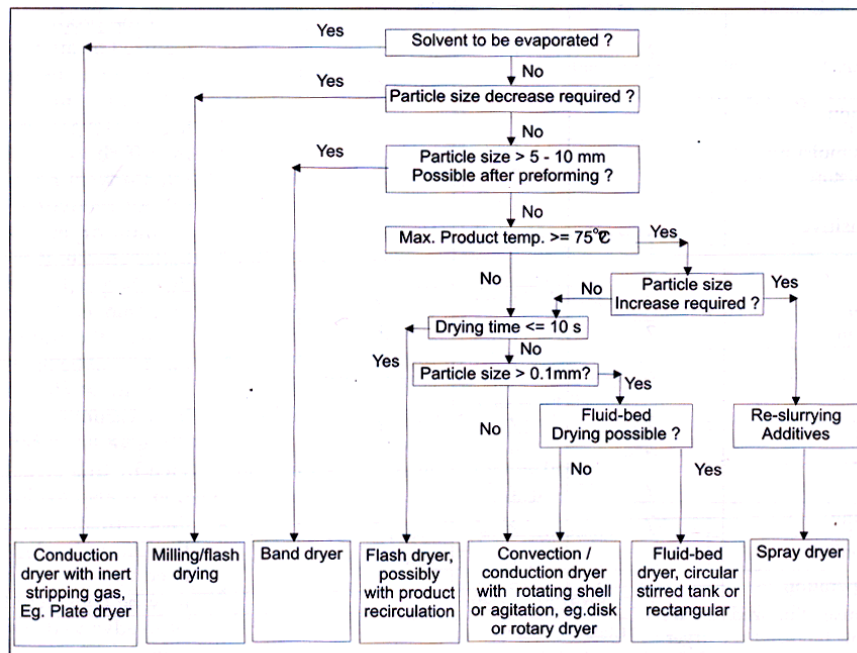 Yes
Solvent to be evaporated ?
No
Yes
Particle size decrease required ?
No
Yes
Particle size > 5 - 10 mm
Possible after preforming ?
No
Max. Product temp. >= 75°C
Yes
No
No
Particle size
Increase required ?
Yes
Drying time <= 10 s
Yes
No
Particle size > 0.1mm?
Yes
No
Fluid-bed
Drying possible ?
Re-slurrying
Additives
No
Yes
Conduction
dryer with inert
stripping gas,
Eg. Plate dryer
Milling/flash
drying
Band dryer
Flash dryer,
possibly
with product
recirculation
Convection /
conduction dryer
with rotating shell
or agitation, eg.disk
or rotary dryer
Fluid-bed
dryer, circular
stirred tank or
rectangular
Spray dryer